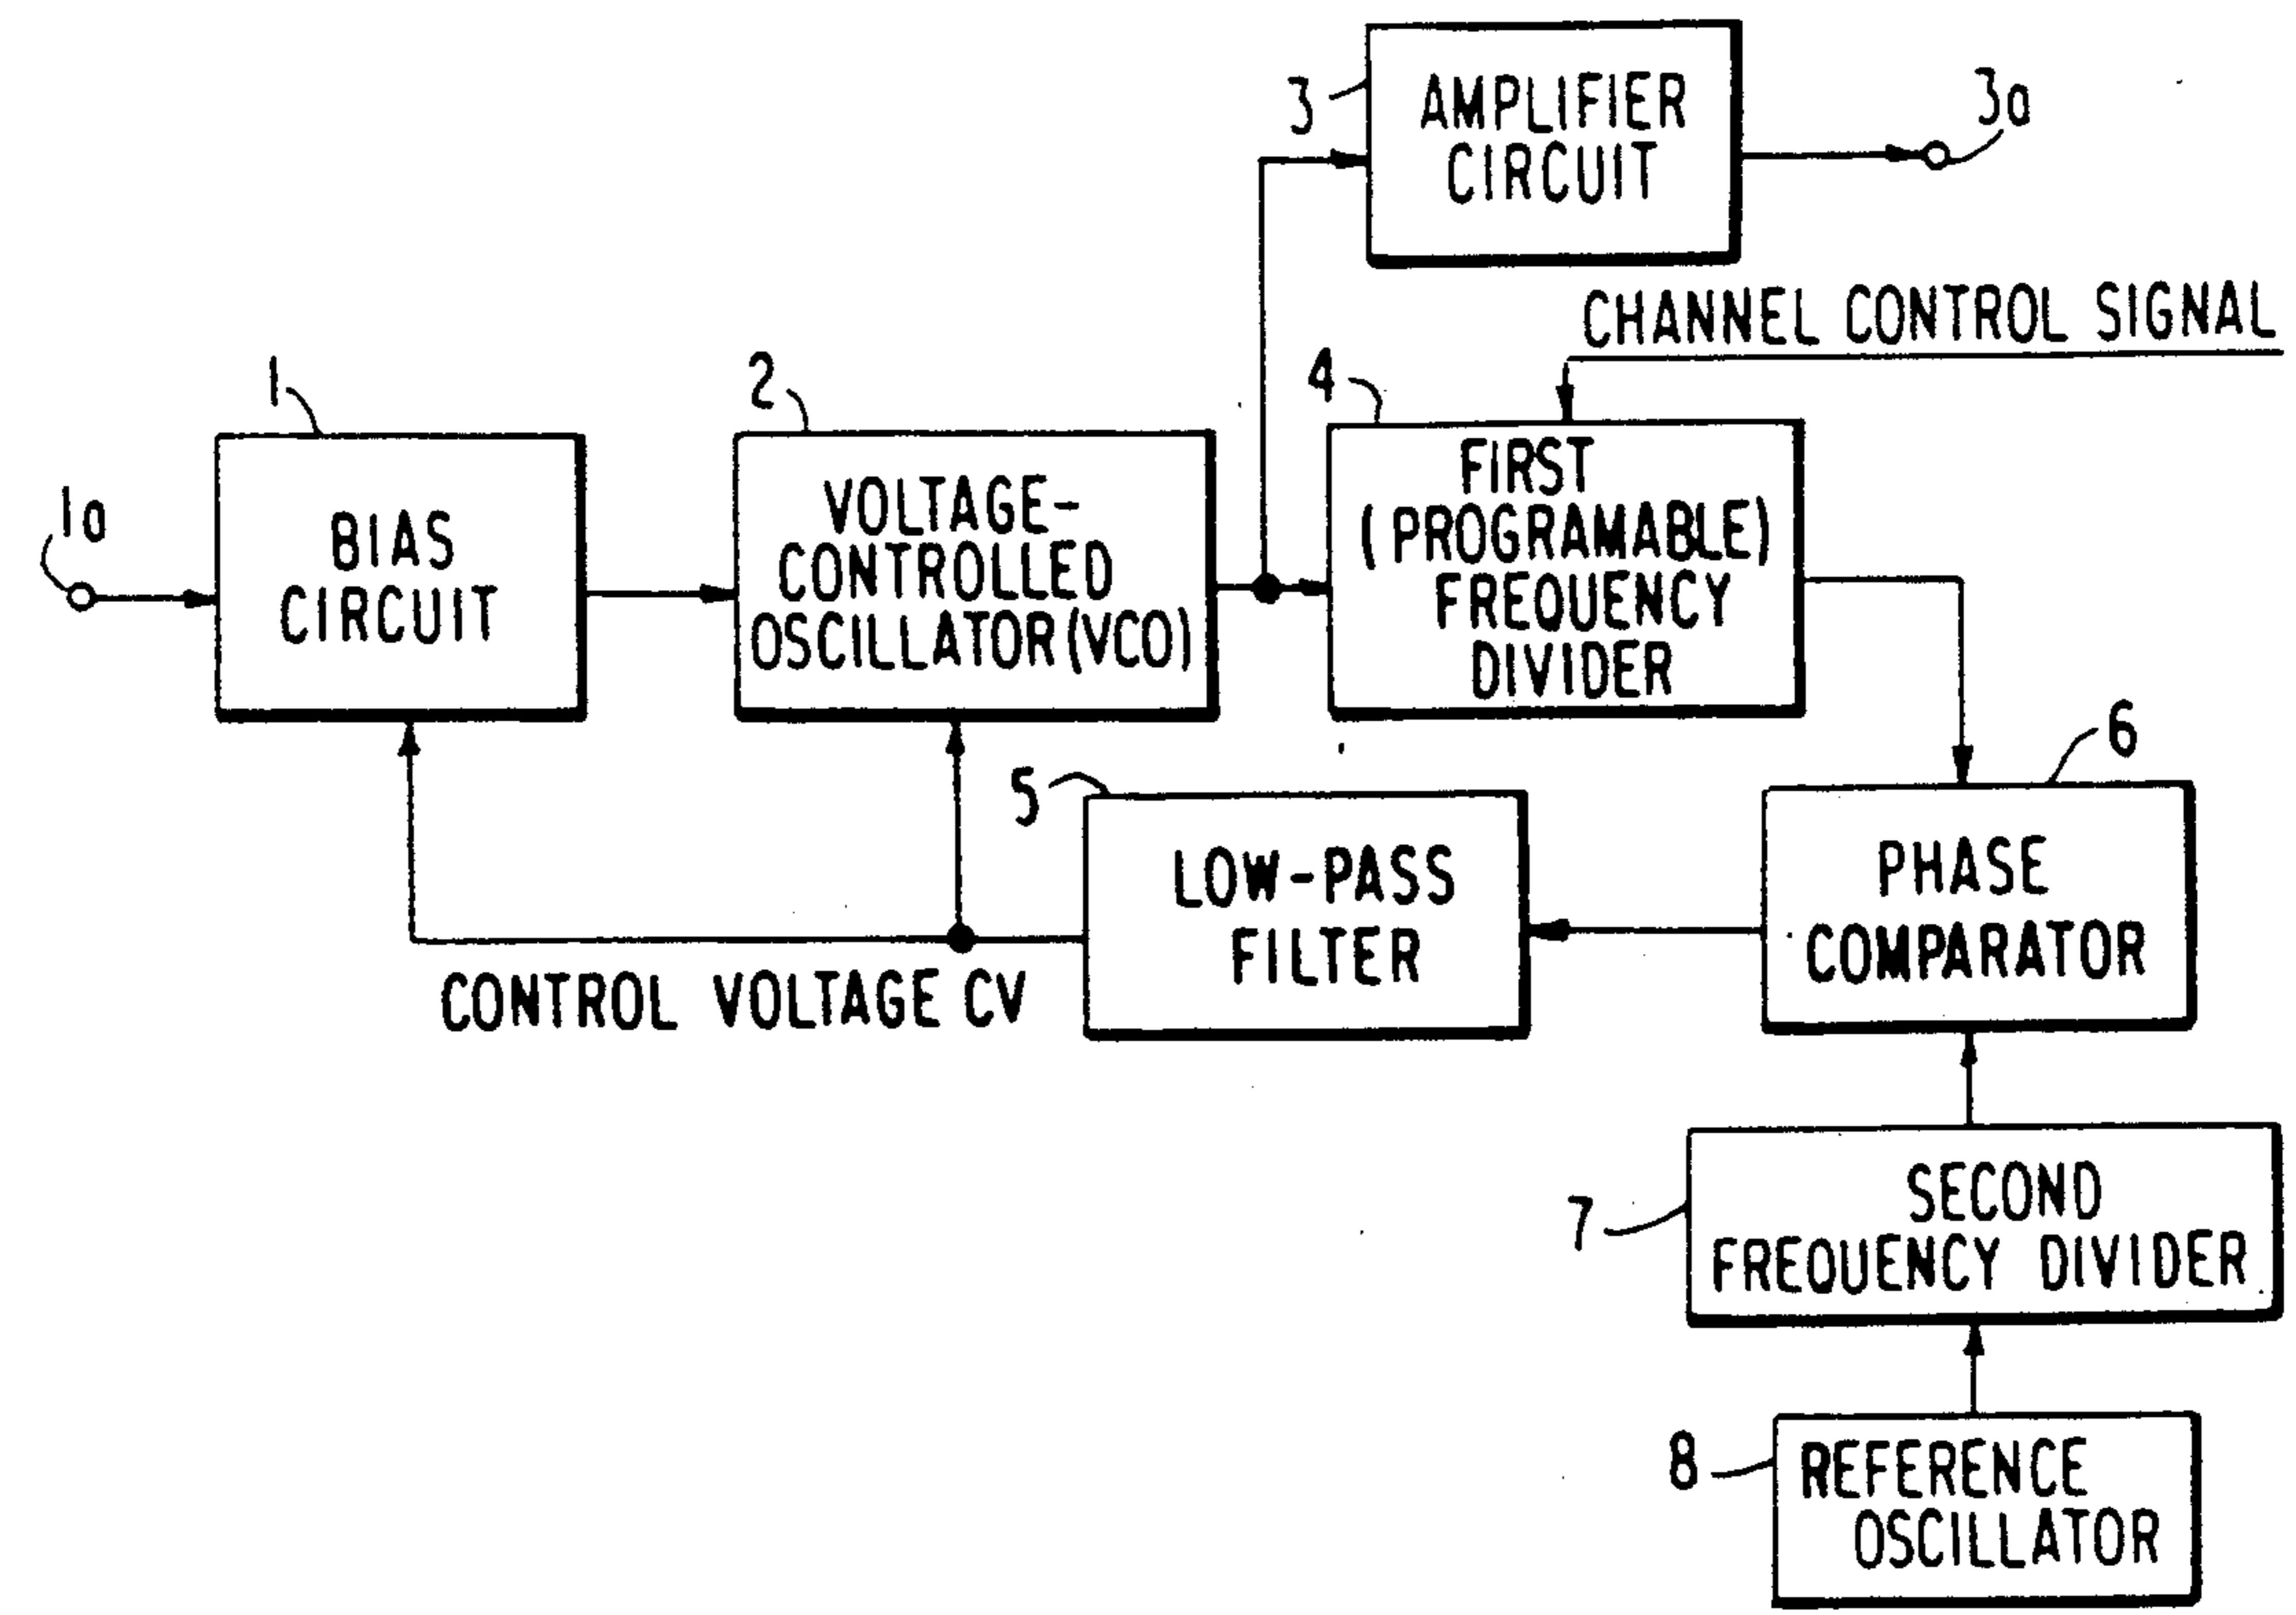 3
AMPLIFIER
CIRCUIT
3a
CHANNEL CONTROL SIGNAL
1a
1
BIAS
CIRCUIT
2
VOLTAGE-
CONTROLLED
OSCILLATOR (VCO)
4
FIRST
(PROGRAMABLE)
FREQUENCY
DIVIDER
5
LOW-PASS
FILTER
6
PHASE
COMPARATOR
CONTROL VOLTAGE CV
7
SECOND
FREQUENCY DIVIDER
8
REFERENCE
OSCILLATOR